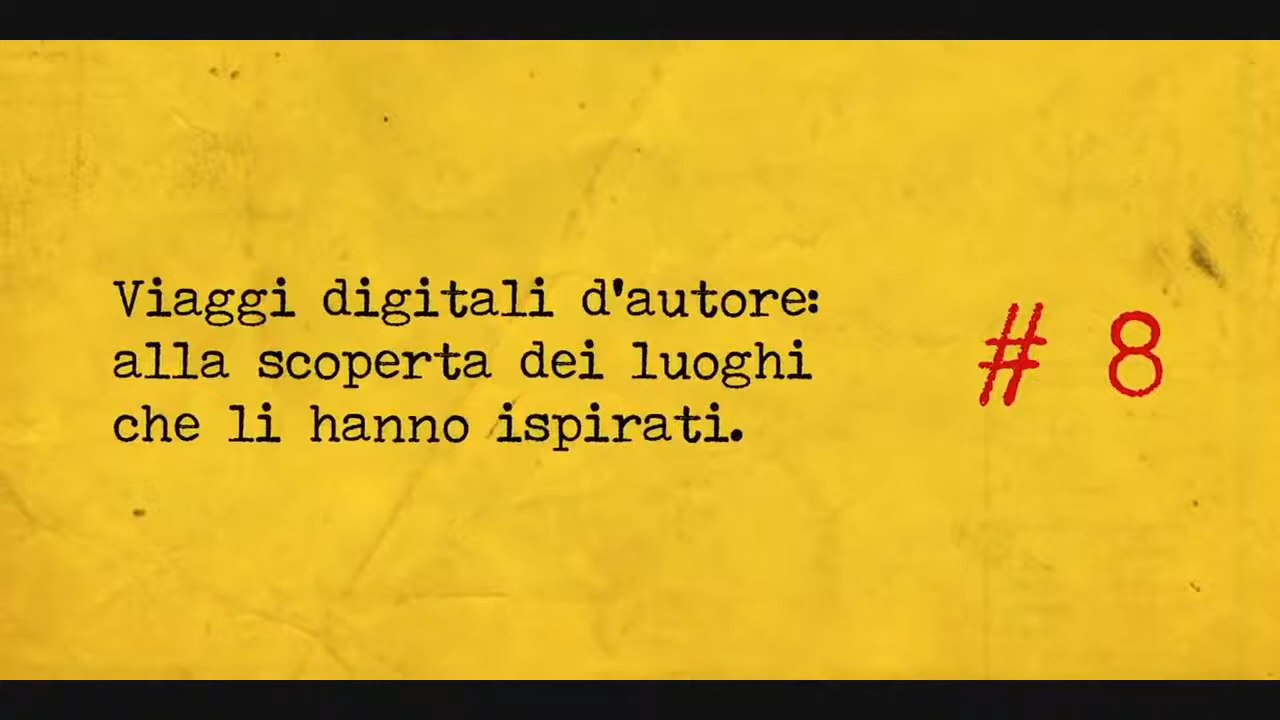 Viaggi digitali d'autore:
alla scoperta dei luoghi
che li hanno ispirati.
# 8